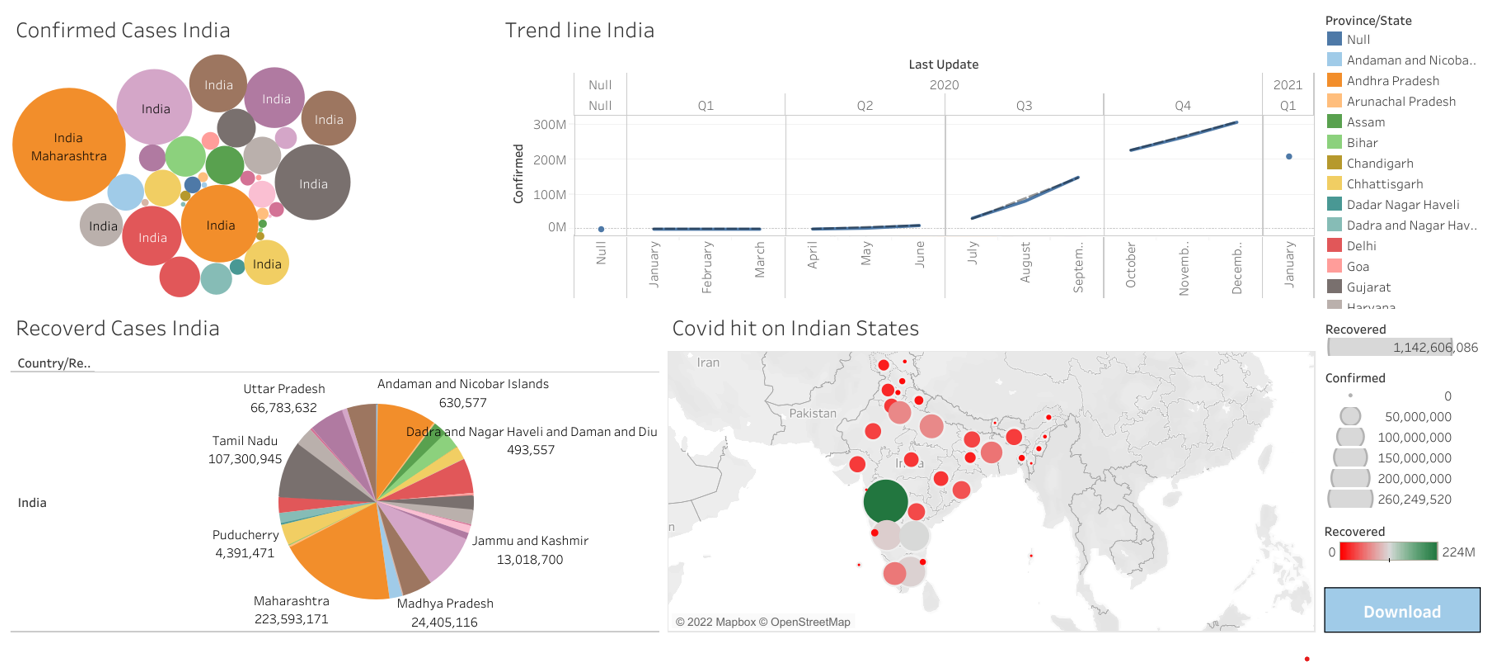 Confirmed Cases India
India
Maharashtra
India
India
India
India
India
India
India
India
India
Trend line India
Last Update
Null
2020
2021
Null
Q1
Q2
Q3
Q4
Q1
Confirmed
300M
200M
100M
0M
Null
January
February
March
April
May
June
July
August
Septem..
October
Novemb..
Decemb..
January
Province/State
Null
Andaman and Nicoba..
Andhra Pradesh
Arunachal Pradesh
Assam
Bihar
Chandigarh
Chhattisgarh
Dadar Nagar Haveli
Dadra and Nagar Hav..
Delhi
Goa
Gujarat
Haryana
Recoverd Cases India
Country/Re..
India
Uttar Pradesh
66,783,632
Andaman and Nicobar Islands
630,577
Dadra and Nagar Haveli and Daman and Diu
493,557
Tamil Nadu
107,300,945
Puducherry
4,391,471
Jammu and Kashmir
13,018,700
Maharashtra
223,593,171
Madhya Pradesh
24,405,116
Covid hit on Indian States
Iran
Pakistan
India
n
© 2022 Mapbox © OpenStreetMap
Recovered
1,142,606,086
Confirmed
0
50,000,000
100,000,000
150,000,000
200,000,000
260,249,520
Recovered
0
224M
Download